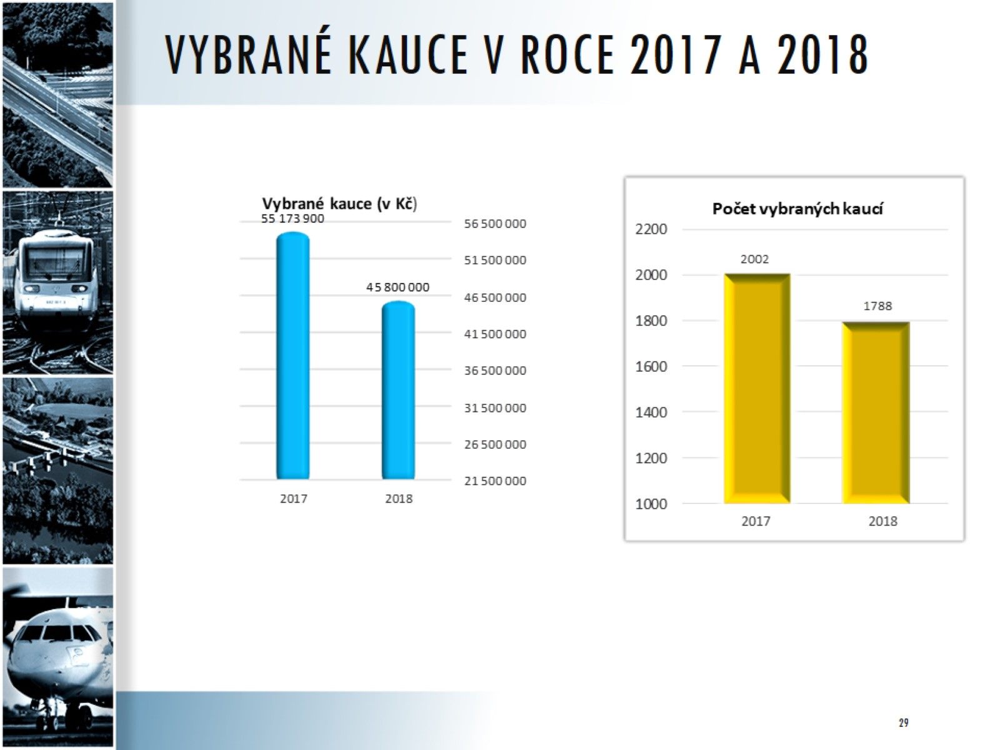 VYBRANÉ KAUCE V ROCE 2017 A 2018
Vybrané kauce (v Kč)
55 173 900
45 800 000
56 500 000
51 500 000
46 500 000
41 500 000
36 500 000
31 500 000
26 500 000
21 500 000
2017 2018
Počet vybraných kaucí
2200
2000
1800
1600
1400
1200
1000
2002
1788
2017 2018
29